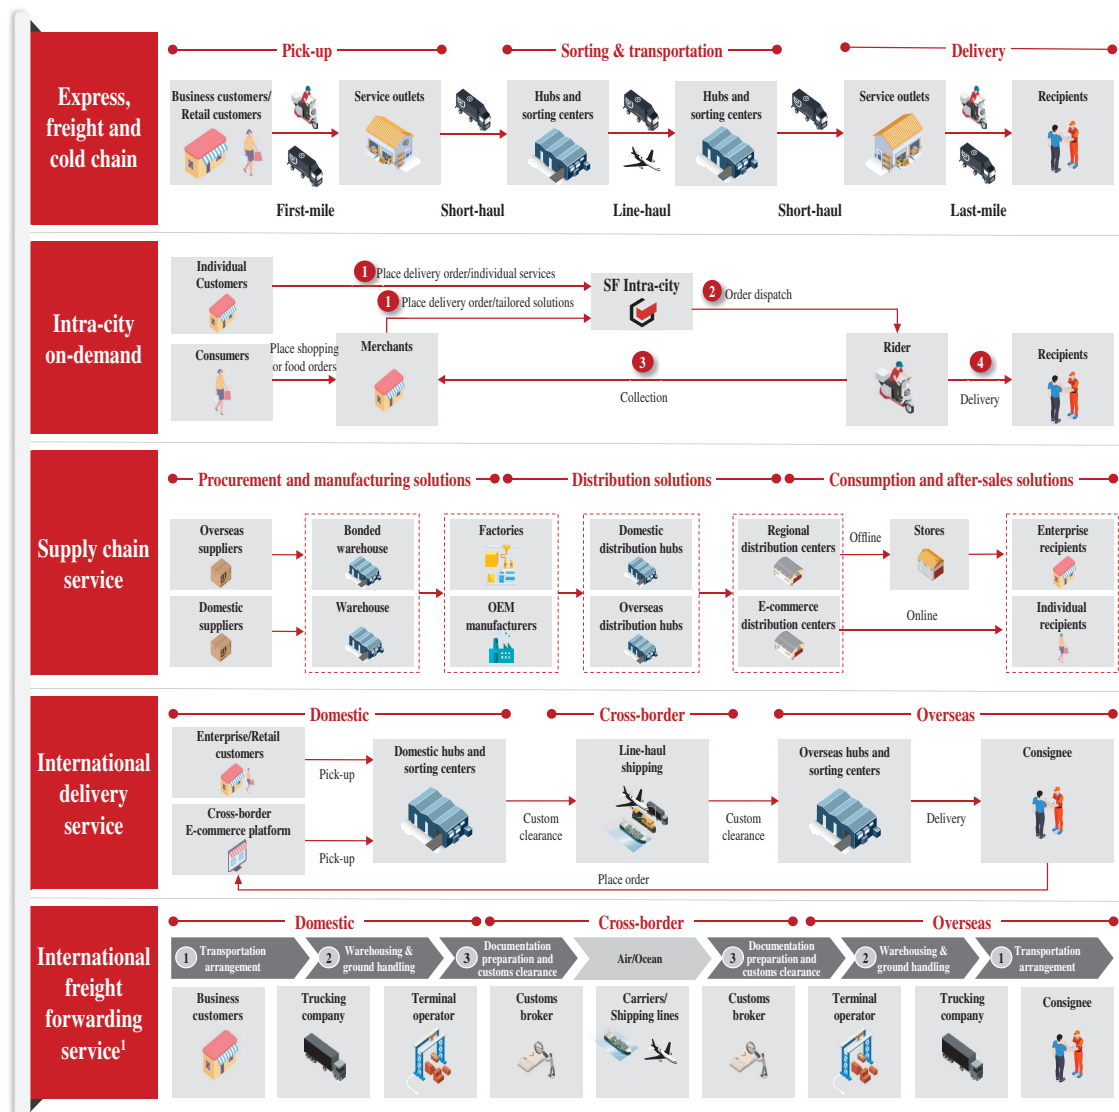 Express,
freight and
cold chain
Pick-up
Sorting & transportation
Delivery
Business customers/
Retail customers
Service outlets
Hubs and
sorting centers
Hubs and
sorting centers
Service outlets
Recipients
First-mile
Short-haul
Line-haul
Short-haul
Last-mile
Intra-city
on-demand
Individual
Customers
1 Place delivery order/individual services
1 Place delivery order/tailored solutions
SF Intra-city
2 Order dispatch
Consumers
Place shopping
or food orders
Merchants
3
Collection
Rider
4
Delivery
Recipients
Supply chain
service
Procurement and manufacturing solutions
Distribution solutions
Consumption and after-sales solutions
Overseas
suppliers
Bonded
warehouse
Factories
Domestic
distribution hubs
Regional
distribution centers
Offline
Stores
Enterprise
recipients
Domestic
suppliers
Warehouse
OEM
manufacturers
Overseas
distribution hubs
E-commerce
distribution centers
Online
Individual
recipients
International
delivery
service
Domestic
Cross-border
Overseas
Enterprise/Retail
customers
Pick-up
Cross-border
E-commerce platform
Pick-up
Domestic hubs and
sorting centers
Custom
clearance
Line-haul
shipping
Custom
clearance
Overseas hubs and
sorting centers
Delivery
Consignee
Place order
International
freight
forwarding
service1
Domestic
Cross-border
Overseas
1 Transportation
arrangement
2 Warehousing &
ground handling
3 Documentation
preparation and
customs clearance
Air/Ocean
3 Documentation
preparation and
customs clearance
2 Warehousing &
ground handling
1 Transportation
arrangement
Business
customers
Trucking
company
Terminal
operator
Customs
broker
Carriers/
Shipping lines
Customs
broker
Terminal
operator
Trucking
company
Consignee